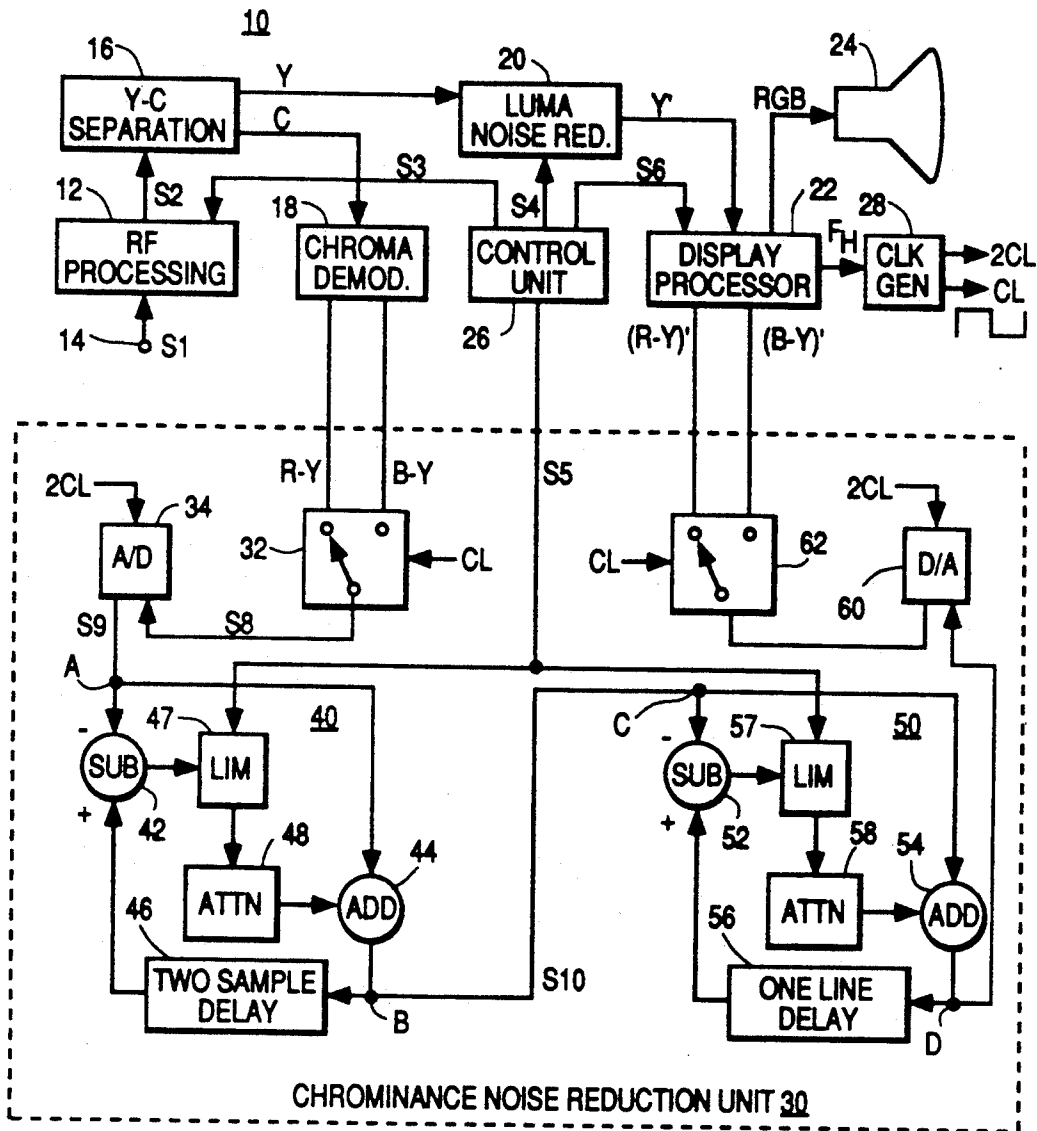 10
16
Y-C
SEPARATION
Y
C
20
LUMA
NOISE RED.
Y'
24
RGB
S2
S3
S4
S6
12
RF
PROCESSING
18
CHROMA
DEMOD.
CONTROL
UNIT
26
22
DISPLAY
PROCESSOR
FH
28
CLK
GEN
2CL
CL
14
S1
(R-Y)'
(B-Y)'
R-Y
B-Y
S5
2CL
34
A/D
32
CL
CL
62
2CL
D/A
60
S9
S8
A
47
40
-
SUB
+
42
LIM
48
ATTN
44
ADD
46
TWO SAMPLE
DELAY
B
S10
C
57
50
-
SUB
+
52
LIM
58
ATTN
54
ADD
56
ONE LINE
DELAY
D
CHROMINANCE NOISE REDUCTION UNIT 30